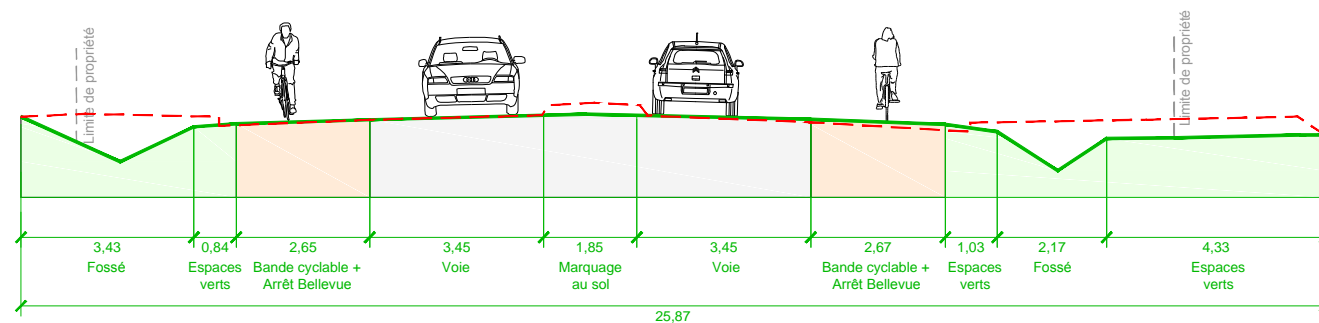 Limite de propriété
Limite de propriété
3,43
0,84
2,65
3,45
1,85
3,45
2,67
1,03
2,17
4,33
Fossé
Espaces
verts
Bande cyclable +
Arrêt Bellevue
Voie
Marquage
au sol
Voie
Bande cyclable +
Arrêt Bellevue
Espaces
verts
Fossé
Espaces
verts
25,87